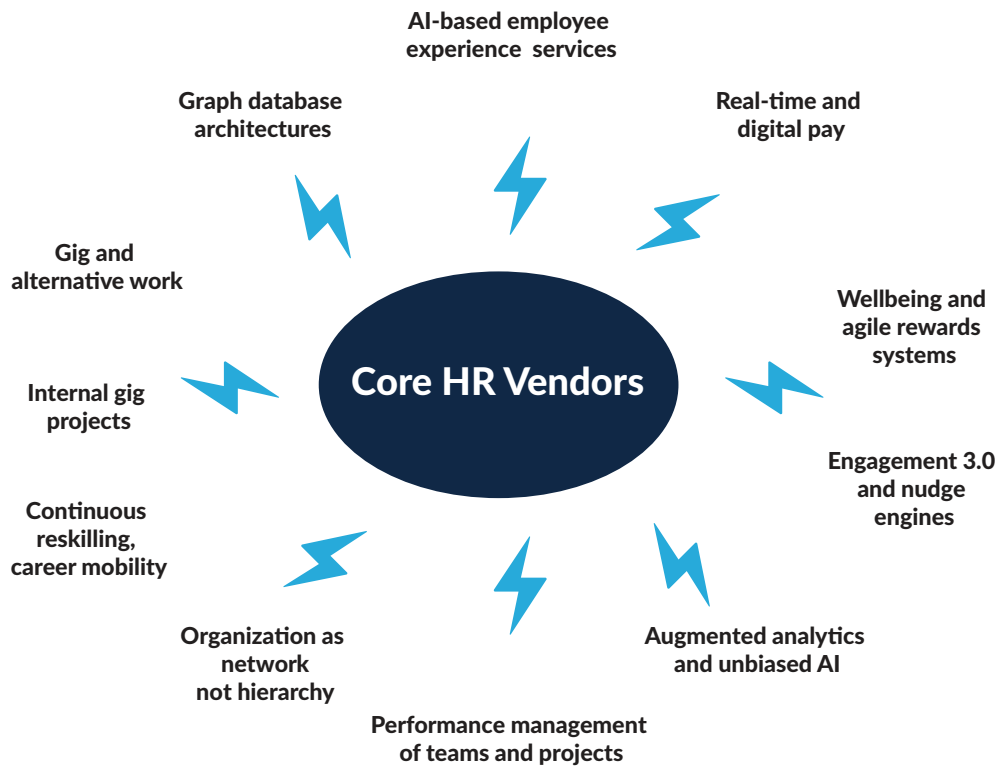 AI-based employee
experience services
Graph database
architectures
Real-time and
digital pay
Gig and
alternative work
Wellbeing and
agile rewards
systems
Core HR Vendors
Internal gig
projects
Engagement 3.0
and nudge
engines
Continuous
reskilling,
career mobility
Organization as
network
not hierarchy
Augmented analytics
and unbiased AI
Performance management
of teams and projects